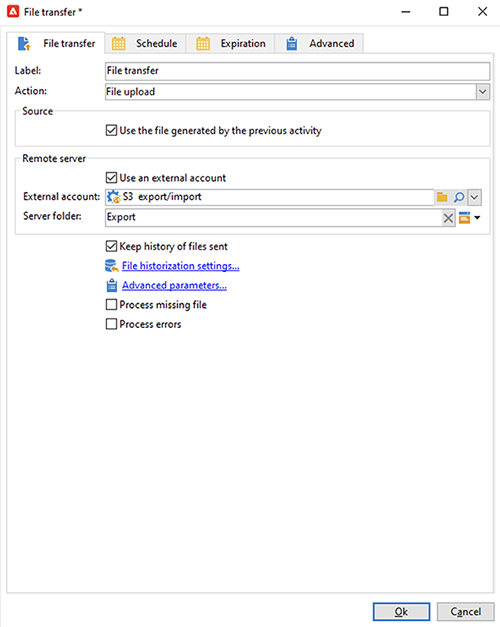 File transfer *
File transfer Schedule Expiration Advanced
Label: File transfer
Action: File upload
Source
Use the file generated by the previous activity
Remote server
Use an external account
External account: S3 export/import
Server folder: Export
Keep history of files sent
File historization settings...
Advanced parameters...
Process missing file
Process errors
Ok Cancel